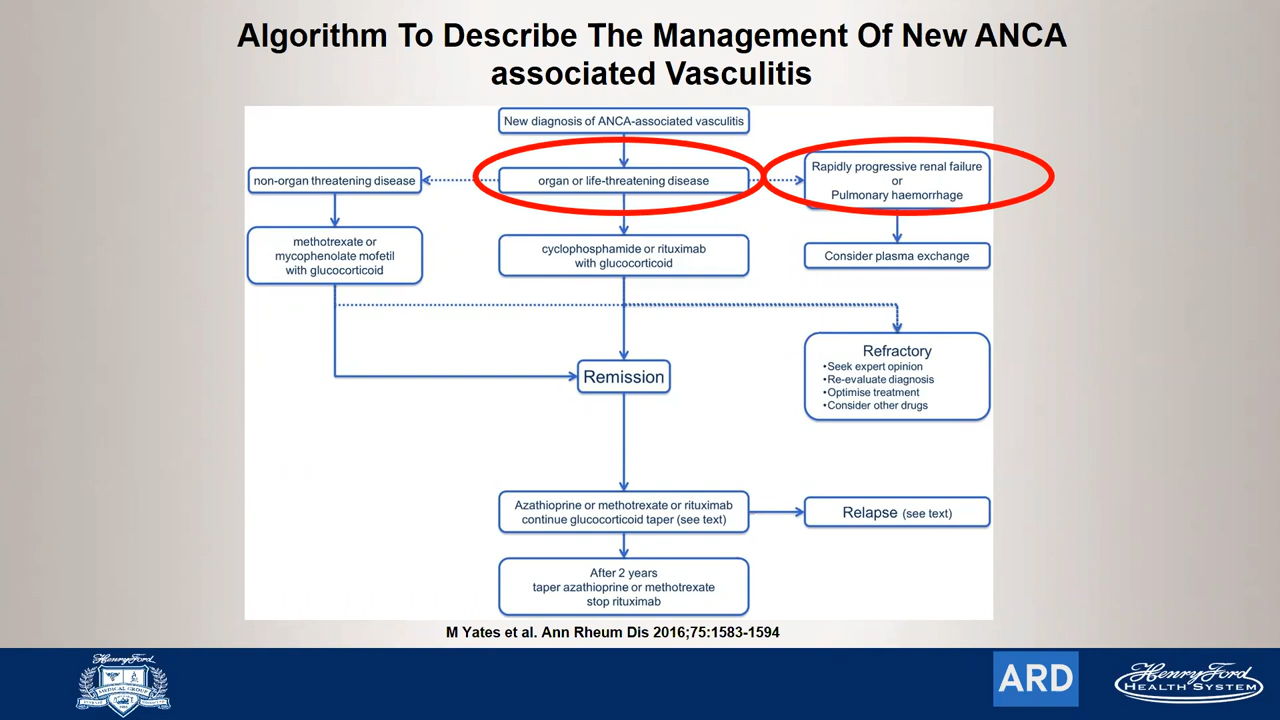 Algorithm To Describe The Management Of New ANCA
associated Vasculitis
New diagnosis of ANCA-associated vasculitis
non-organ threatening disease
organ or life-threatening disease
Rapidly progressive renal failure
or
Pulmonary haemorrhage
methotrexate or
mycophenolate mofetil
with glucocorticoid
cyclophosphamide or rituximab
with glucocorticoid
Consider plasma exchange
Remission
Refractory
•Seek expert opinion
•Re-evaluate diagnosis
•Optimise treatment
•Consider other drugs
Azathioprine or methotrexate or rituximab
continue glucocorticoid taper (see text)
Relapse (see text)
After 2 years
taper azathioprine or methotrexate
stop rituximab
M Yates et al. Ann Rheum Dis 2016;75:1583-1594
Henry Ford
MEDICAL GROUP
ARD
Henry Ford
HEALTH SYSTEM